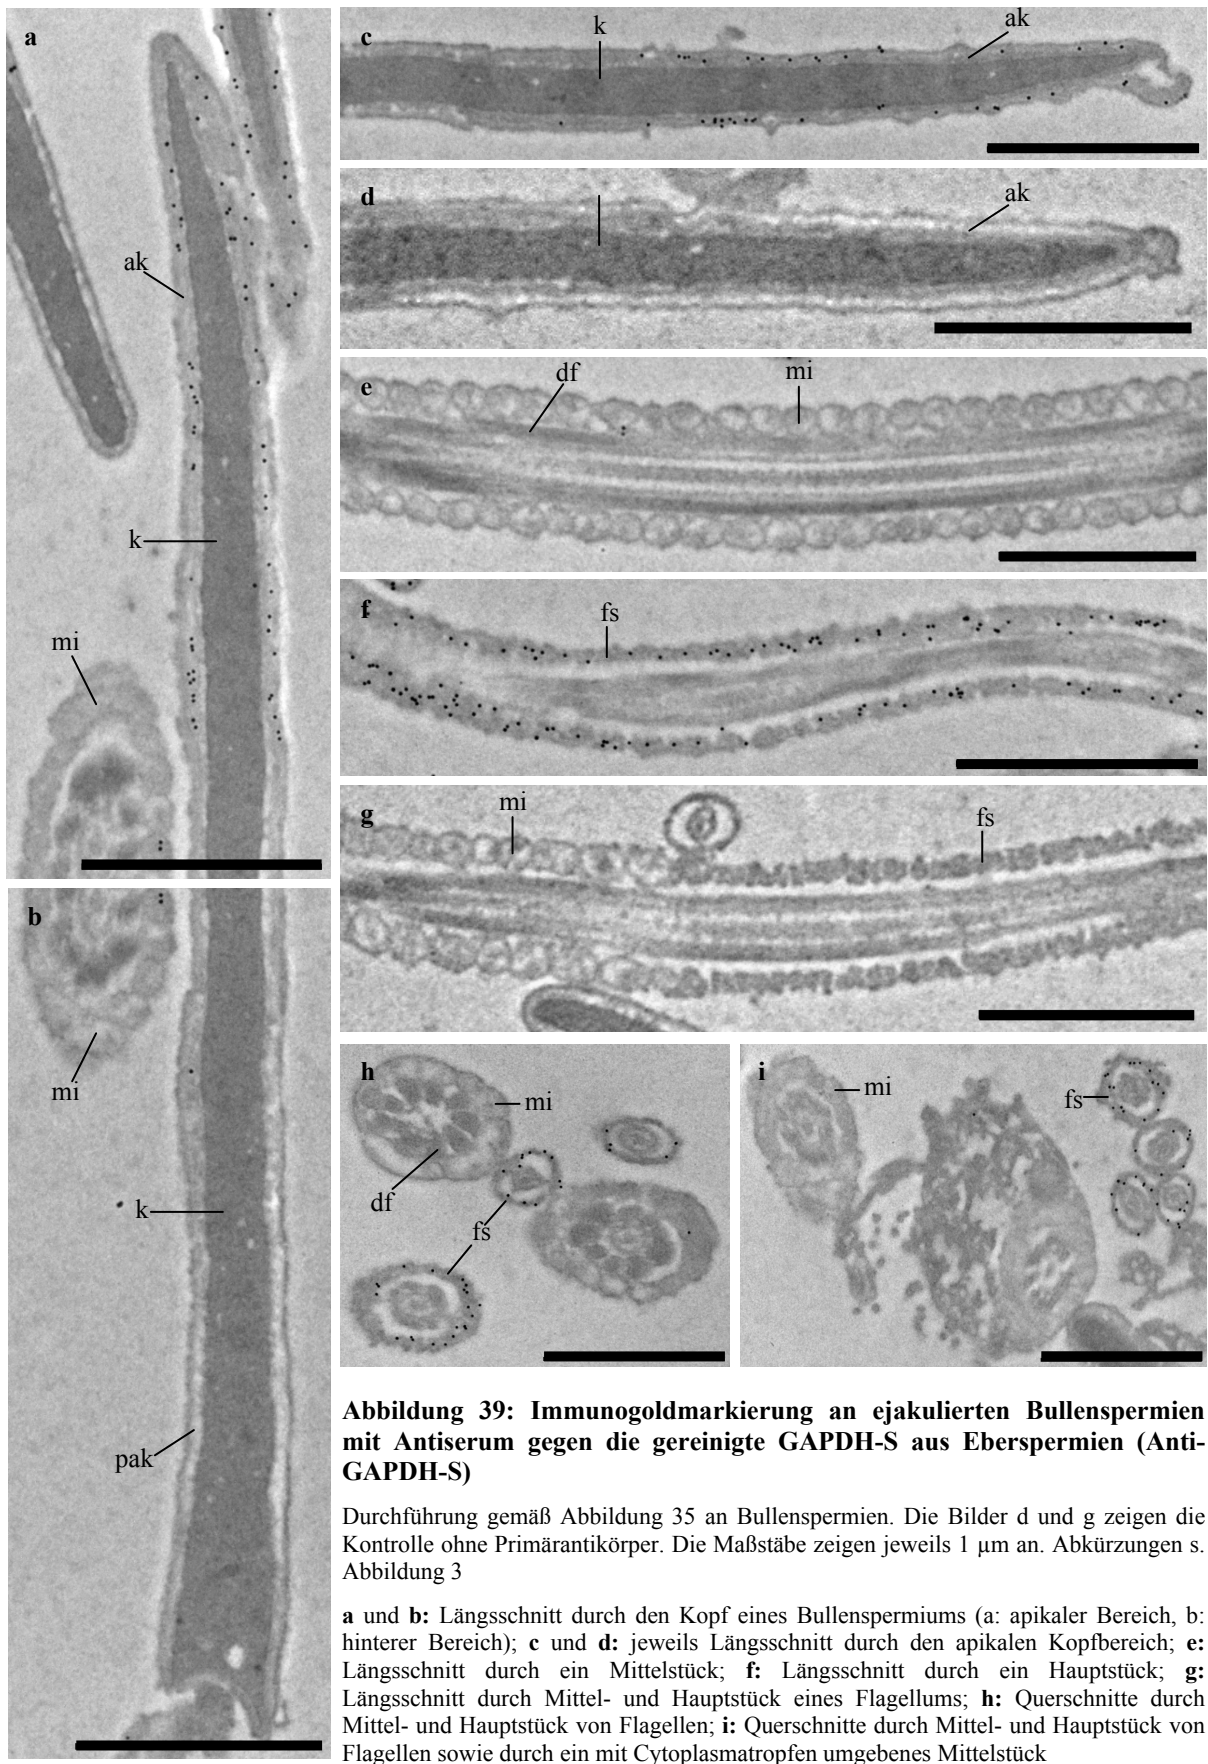 a
ak
k
mi
b
mi
k
pak
c
k
ak
d
ak
e
df
mi
f
fs
g
mi
fs
h
mi
df
fs
i
mi
fs
Abbildung 39: Immunogoldmarkierung an ejakulierten Bullenspermien
mit Antiserum gegen die gereinigte GAPDH-S aus Eberspermien (Anti-
GAPDH-S)
Durchführung gemäß Abbildung 35 an Bullenspermien. Die Bilder d und g zeigen die
Kontrolle ohne Primärantikörper. Die Maßstäbe zeigen jeweils 1 µm an. Abkürzungen s.
Abbildung 3
a und b: Längsschnitt durch den Kopf eines Bullenspermiums (a: apikaler Bereich, b:
hinterer Bereich); c und d: jeweils Längsschnitt durch den apikalen Kopfbereich; e:
Längsschnitt durch ein Mittelstück; f: Längsschnitt durch ein Hauptstück; g:
Längsschnitt durch Mittel- und Hauptstück eines Flagellums; h: Querschnitte durch
Mittel- und Hauptstück von Flagellen; i: Querschnitte durch Mittel- und Hauptstück von
Flagellen sowie durch ein mit Cytoplasmatropfen umgebenes Mittelstück